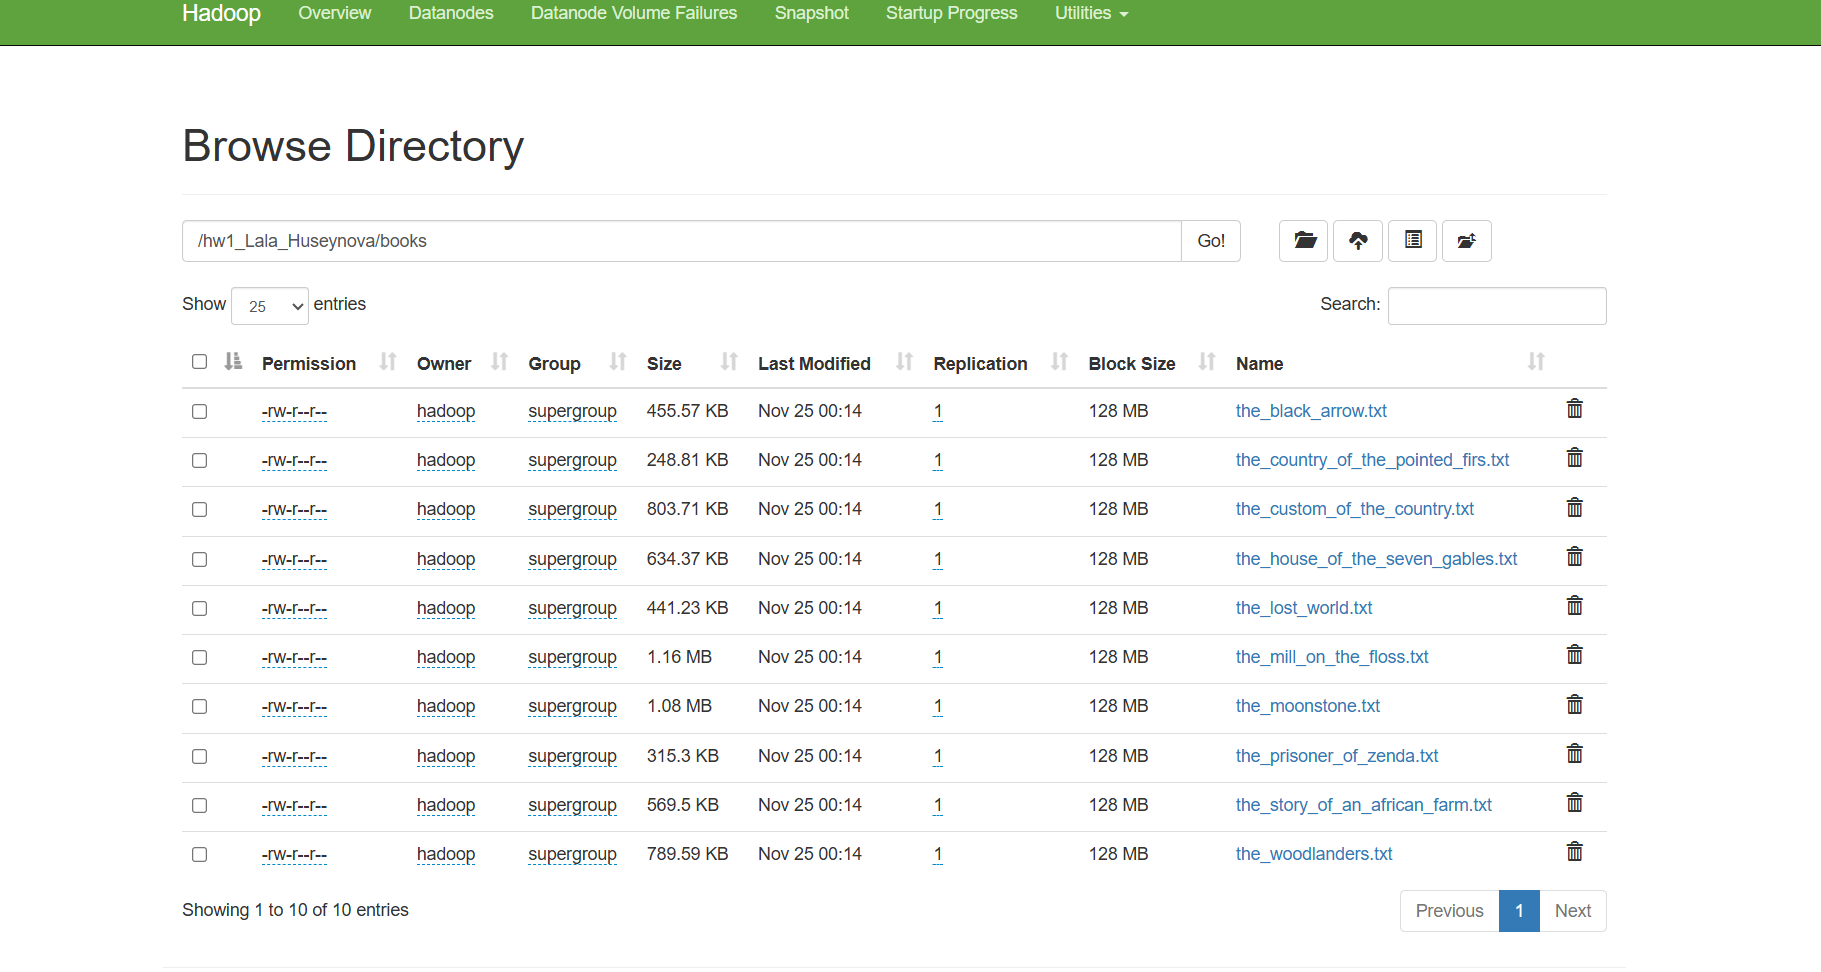 Hadoop Overview Datanodes Datanode Volume Failures Snapshot Startup Progress Utilities
Browse Directory
/hw1_Lala_Huseynova/books Go!
Show 25 entries Search:
Permission Owner Group Size Last Modified Replication Block Size Name
-rw-r--r-- hadoop supergroup 455.57 KB Nov 25 00:14 1 128 MB the_black_arrow.txt
-rw-r--r-- hadoop supergroup 248.81 KB Nov 25 00:14 1 128 MB the_country_of_the_pointed_firs.txt
-rw-r--r-- hadoop supergroup 803.71 KB Nov 25 00:14 1 128 MB the_custom_of_the_country.txt
-rw-r--r-- hadoop supergroup 634.37 KB Nov 25 00:14 1 128 MB the_house_of_the_seven_gables.txt
-rw-r--r-- hadoop supergroup 441.23 KB Nov 25 00:14 1 128 MB the_lost_world.txt
-rw-r--r-- hadoop supergroup 1.16 MB Nov 25 00:14 1 128 MB the_mill_on_the_floss.txt
-rw-r--r-- hadoop supergroup 1.08 MB Nov 25 00:14 1 128 MB the_moonstone.txt
-rw-r--r-- hadoop supergroup 315.3 KB Nov 25 00:14 1 128 MB the_prisoner_of_zenda.txt
-rw-r--r-- hadoop supergroup 569.5 KB Nov 25 00:14 1 128 MB the_story_of_an_african_farm.txt
-rw-r--r-- hadoop supergroup 789.59 KB Nov 25 00:14 1 128 MB the_woodlanders.txt
Showing 1 to 10 of 10 entries Previous 1 Next